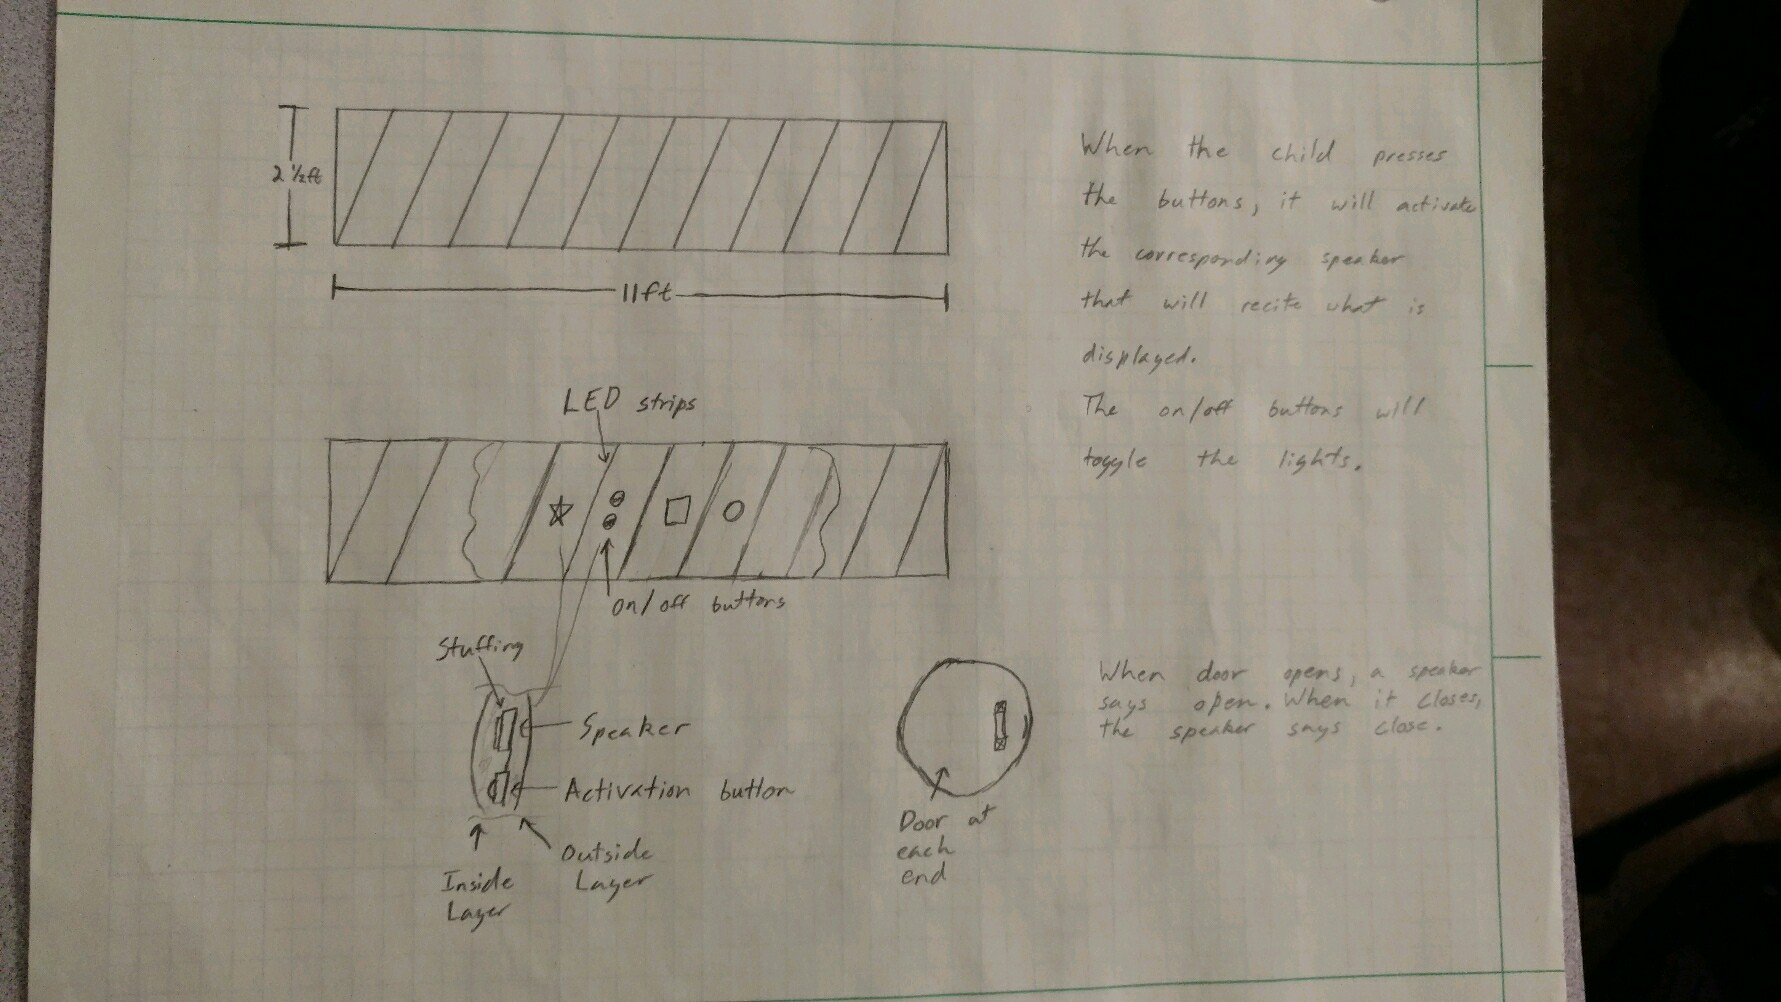 2 ½ft
11ft
When the child presses
the buttons, it will activate
the corresponding speaker
that will recite what is
displayed.
The on/off buttons will
toggle the lights.
LED strips
on/off buttons
Stuffing
Speaker
Activation button
Outside
Layer
Inside
Layer
Door at
each
end
When door opens, a speaker
says open. When it closes,
the speaker says close.